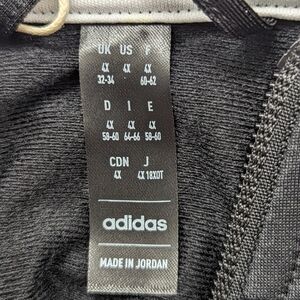 UK US F
4X 4X 4X
32-34 60-62
D I E
4X 4X 4X
58-60 64-66 58-60
CDN J
4X 4X 18XOT
adidas
MADE IN JORDAN